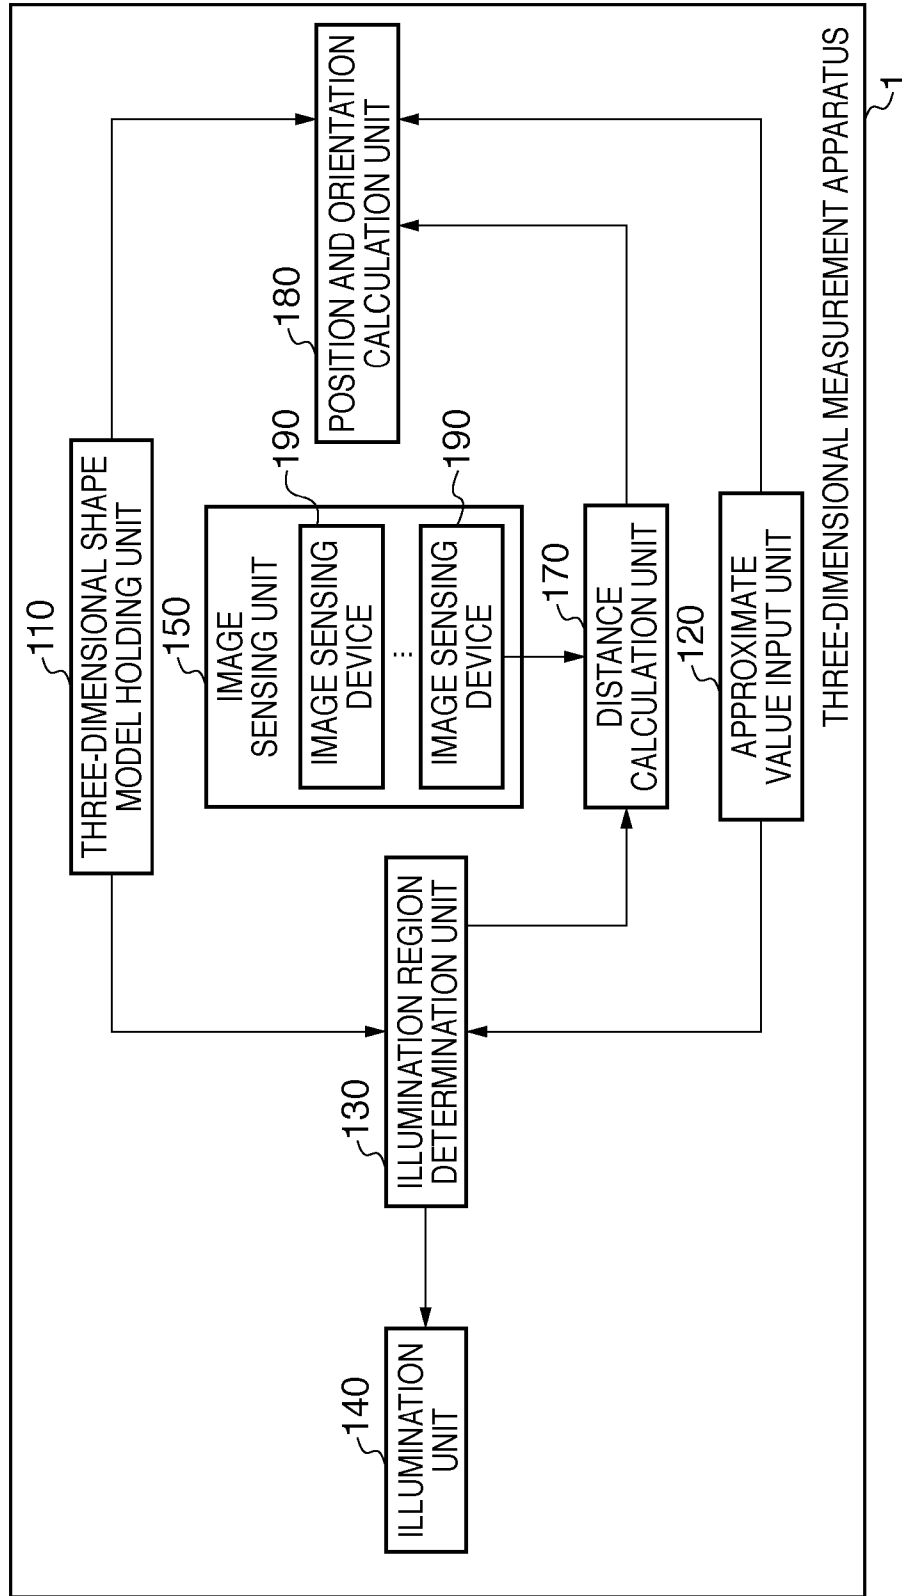 110
THREE-DIMENSIONAL SHAPE
MODEL HOLDING UNIT
150
IMAGE
SENSING UNIT
190
IMAGE SENSING
DEVICE
...
190
IMAGE SENSING
DEVICE
180
POSITION AND ORIENTATION
CALCULATION UNIT
130
ILLUMINATION REGION
DETERMINATION UNIT
140
ILLUMINATION
UNIT
170
DISTANCE
CALCULATION UNIT
120
APPROXIMATE
VALUE INPUT UNIT
THREE-DIMENSIONAL MEASUREMENT APPARATUS
1